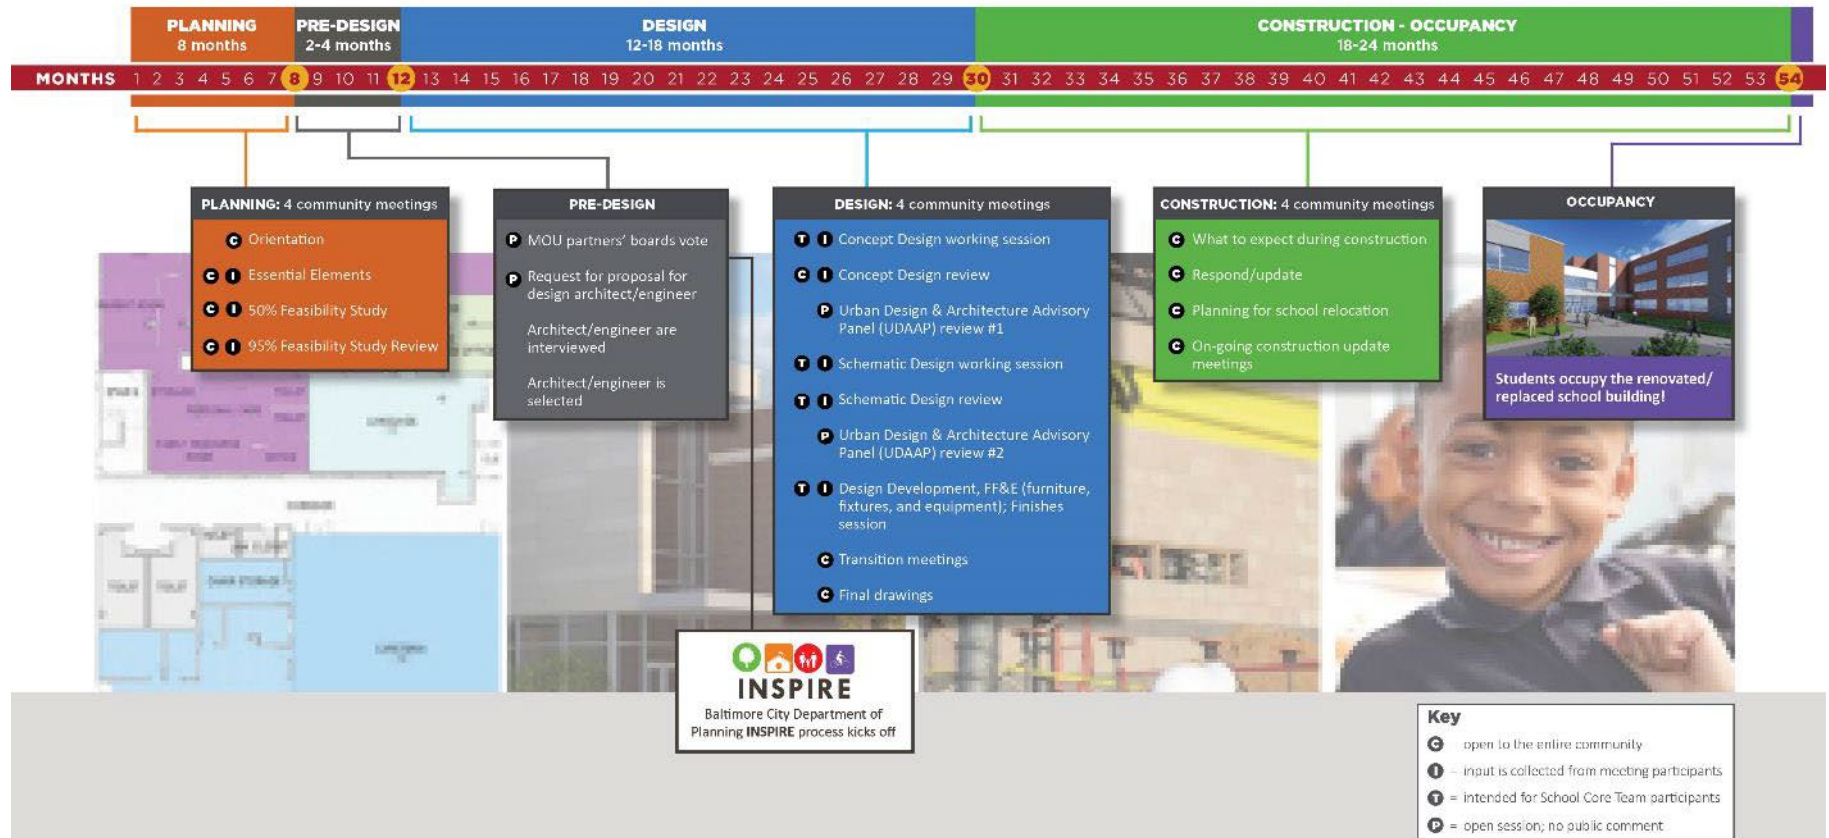 PLANNING
8 months
PRE-DESIGN
2-4 months
DESIGN
12-18 months
CONSTRUCTION - OCCUPANCY
18-24 months
MONTHS 1 2 3 4 5 6 7 8 9 10 11 12 13 14 15 16 17 18 19 20 21 22 23 24 25 26 27 28 29 30 31 32 33 34 35 36 37 38 39 40 41 42 43 44 45 46 47 48 49 50 51 52 53 54
PLANNING: 4 community meetings
C Orientation
C I Essential Elements
C I 50% Feasibility Study
C I 95% Feasibility Study Review
PRE-DESIGN
P MOU partners' boards vote
P Request for proposal for
design architect/engineer
Architect/engineer are
interviewed
Architect/engineer is
selected
DESIGN: 4 community meetings
T I Concept Design working session
C I Concept Design review
P Urban Design & Architecture Advisory
Panel (UDAAP) review #1
T I Schematic Design working session
T I Schematic Design review
P Urban Design & Architecture Advisory
Panel (UDAAP) review #2
T I Design Development, FF&E (furniture,
fixtures, and equipment); Finishes
session
C Transition meetings
C Final drawings
CONSTRUCTION: 4 community meetings
C What to expect during construction
C Respond/update
C Planning for school relocation
C On-going construction update
meetings
OCCUPANCY
Students occupy the renovated/
replaced school building!
INSPIRE
Baltimore City Department of
Planning INSPIRE process kicks off
Key
C open to the entire community
I – input is collected from meeting participants
T = intended for School Core Team participants
P = open session; no public comment